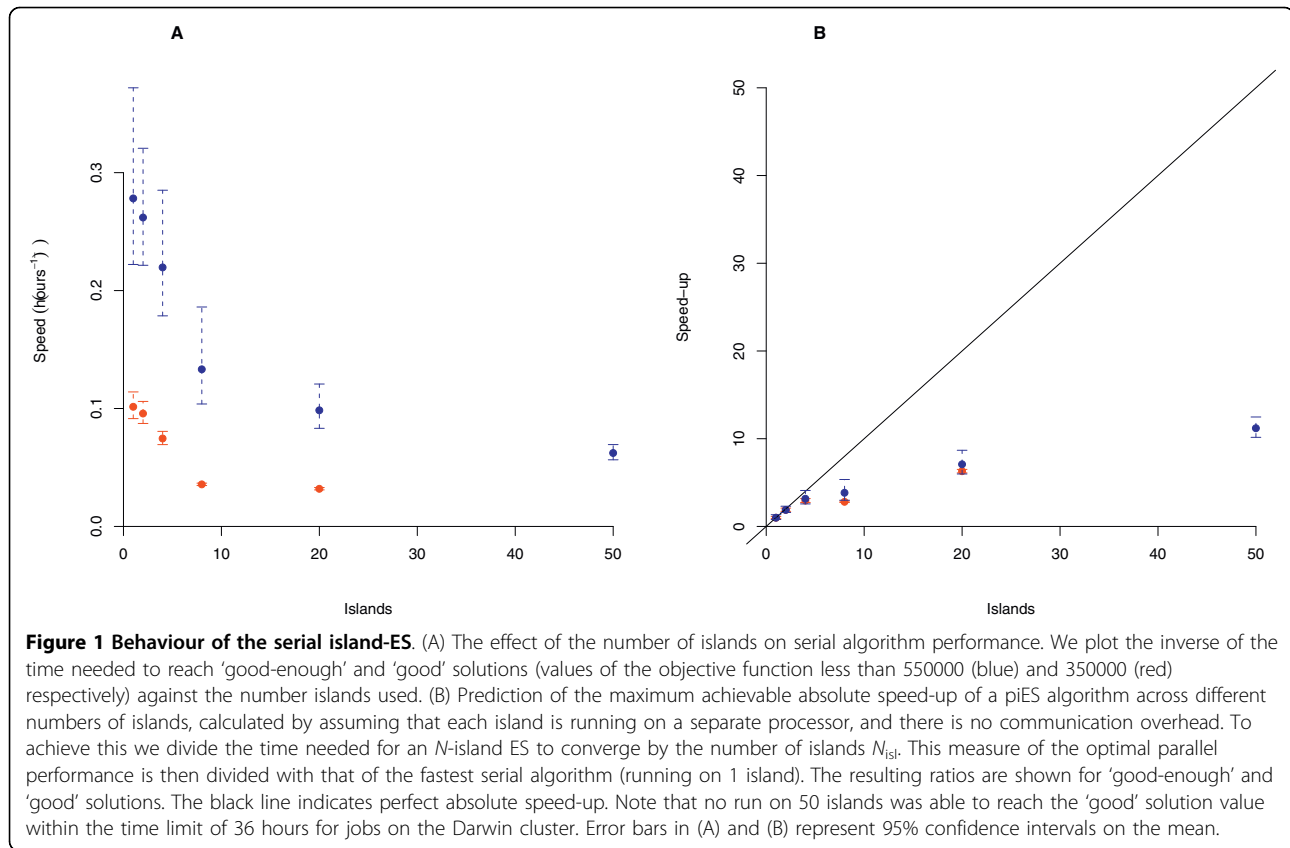 A
B
Speed (hours⁻¹) )
0.0
0.1
0.2
0.3
0
10
20
30
40
50
Islands
Speed−up
0
10
20
30
40
50
0
10
20
30
40
50
Islands
Figure 1 Behaviour of the serial island-ES. (A) The effect of the number of islands on serial algorithm performance. We plot the inverse of the
time needed to reach ‘good-enough’ and ‘good’ solutions (values of the objective function less than 550000 (blue) and 350000 (red)
respectively) against the number islands used. (B) Prediction of the maximum achievable absolute speed-up of a piES algorithm across different
numbers of islands, calculated by assuming that each island is running on a separate processor, and there is no communication overhead. To
achieve this we divide the time needed for an N-island ES to converge by the number of islands Nisl. This measure of the optimal parallel
performance is then divided with that of the fastest serial algorithm (running on 1 island). The resulting ratios are shown for ‘good-enough’ and
‘good’ solutions. The black line indicates perfect absolute speed-up. Note that no run on 50 islands was able to reach the ‘good’ solution value
within the time limit of 36 hours for jobs on the Darwin cluster. Error bars in (A) and (B) represent 95% confidence intervals on the mean.